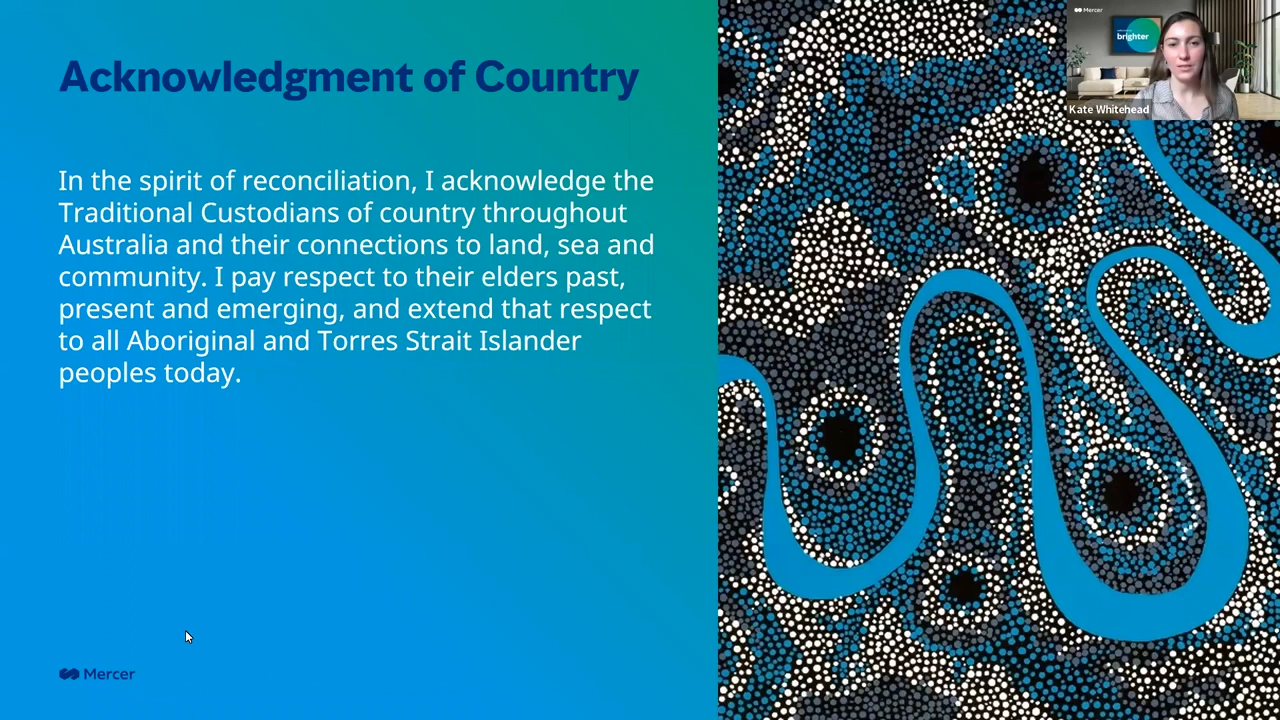 Acknowledgment of Country
In the spirit of reconciliation, I acknowledge the
Traditional Custodians of country throughout
Australia and their connections to land, sea and
community. I pay respect to their elders past,
present and emerging, and extend that respect
to all Aboriginal and Torres Strait Islander
peoples today.
Mercer
Mercer
brighter
Kate Whitehead